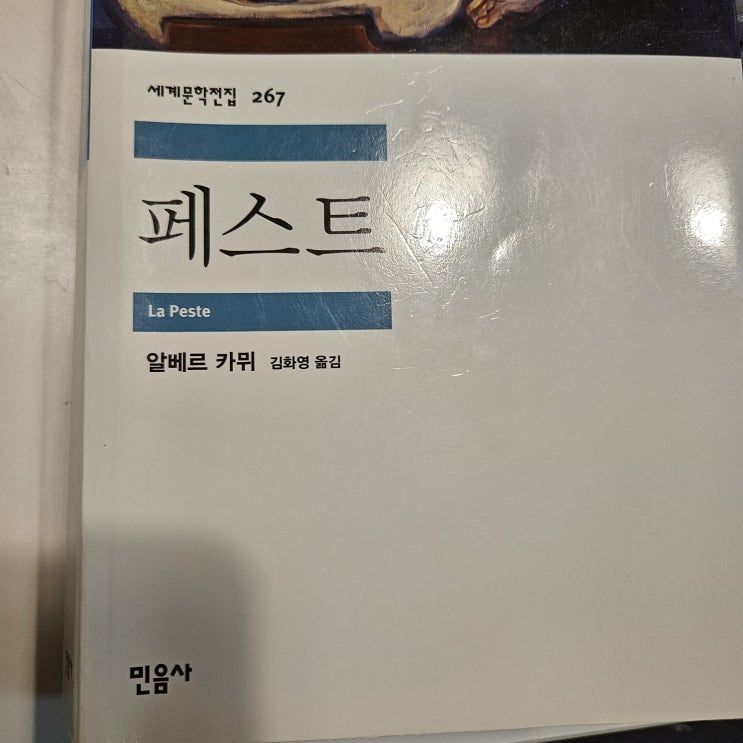 세계문학전집 267
페스트
La Peste
알베르 카뮈 김화영 옮김
민음사